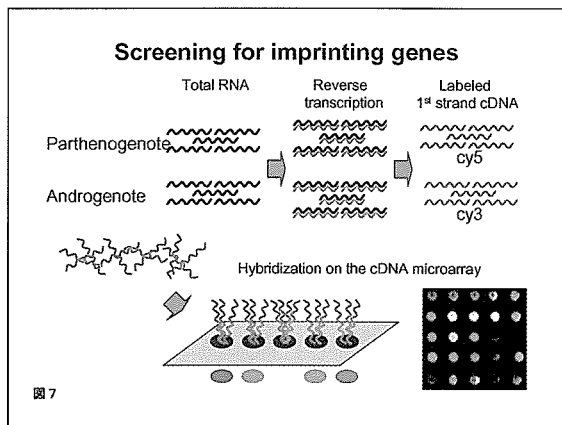 Screening for imprinting genes
Total RNA
Reverse
transcription
Labeled
1st strand cDNA
Parthenogenote
cy5
Androgenote
cy3
Hybridization on the cDNA microarray
図7